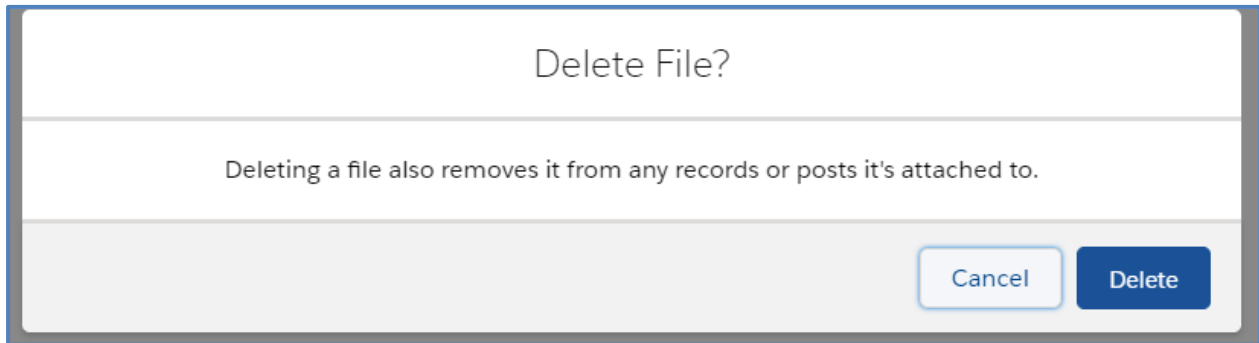 Delete File?
Deleting a file also removes it from any records or posts it's attached to.
Cancel Delete